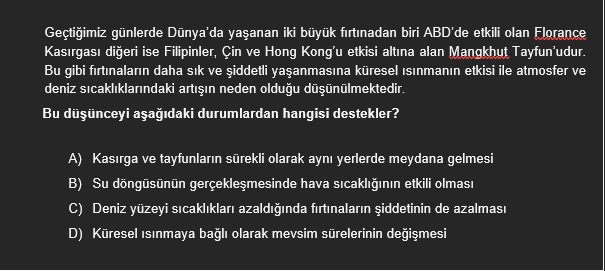 Geçtiğimiz günlerde Dünya'da yaşanan iki büyük fırtınadan biri ABD'de etkili olan Florance
Kasırgası diğeri ise Filipinler, Çin ve Hong Kong'u etkisi altına alan Mangkhut Tayfun'udur.
Bu gibi fırtınaların daha sık ve şiddetli yaşanmasına küresel ısınmanın etkisi ile atmosfer ve
deniz sıcaklıklarındaki artışın neden olduğu düşünülmektedir.
Bu düşünceyi aşağıdaki durumlardan hangisi destekler?
A) Kasırga ve tayfunların sürekli olarak aynı yerlerde meydana gelmesi
B) Su döngüsünün gerçekleşmesinde hava sıcaklığının etkili olması
C) Deniz yüzeyi sıcaklıkları azaldığında fırtınaların şiddetinin de azalması
D) Küresel ısınmaya bağlı olarak mevsim sürelerinin değişmesi